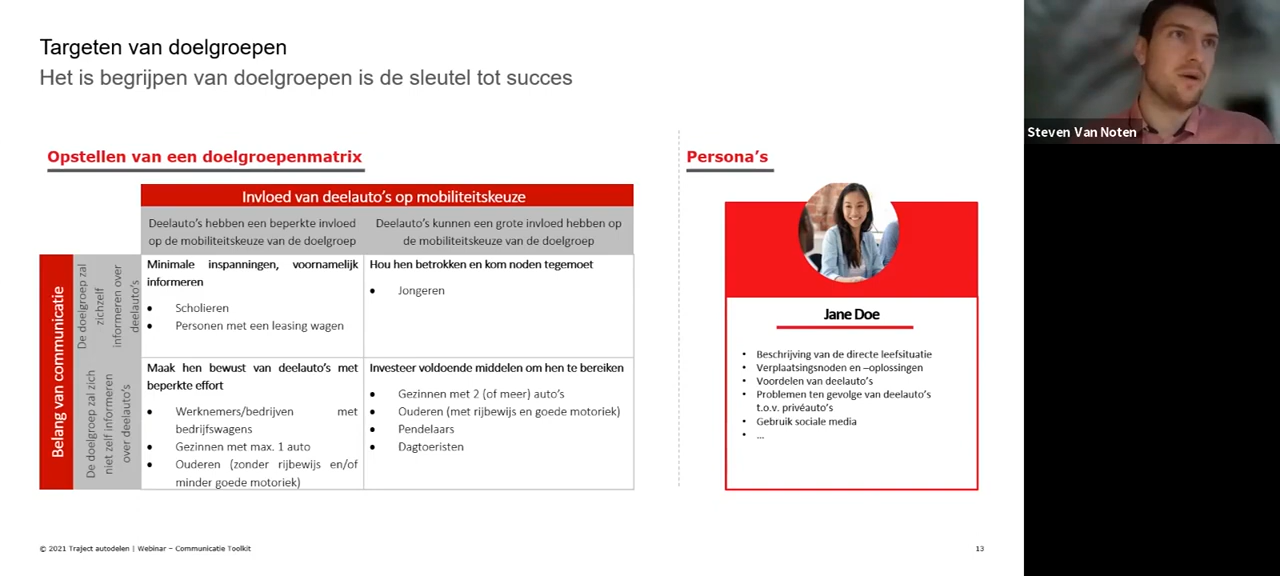 Targeten van doelgroepen
Het is begrijpen van doelgroepen is de sleutel tot succes
Steven Van Noten
Opstellen van een doelgroepenmatrix
Invloed van deelauto's op mobiliteitskeuze
Deelauto's hebben een beperkte invloed
op de mobiliteitskeuze van de doelgroep
Deelauto's kunnen een grote invloed hebben op
de mobiliteitskeuze van de doelgroep
Belang van communicatie
De doelgroep zal
zichzelf
informeren over
deelauto's
Minimale inspanningen, voornamelijk
informeren
• Scholieren
• Personen met een leasing wagen
Hou hen betrokken en kom noden tegemoet
• Jongeren
De doelgroep zal zich
niet zelf informeren
over deelauto's
Maak hen bewust van deelauto's met
beperkte effort
• Werknemers/bedrijven met
bedrijfswagens
• Gezinnen met max. 1 auto
• Ouderen (zonder rijbewijs en/of
minder goede motoriek)
Investeer voldoende middelen om hen te bereiken
• Gezinnen met 2 (of meer) auto's
• Ouderen (met rijbewijs en goede motoriek)
• Pendelaars
• Dagtoeristen
Persona's
Jane Doe
• Beschrijving van de directe leefsituatie
• Verplaatsingsnoden en –oplossingen
• Voordelen van deelauto's
• Problemen ten gevolge van deelauto's
t.o.v. privéauto's
• Gebruik sociale media
• ...
© 2021 Traject autodelen | Webinar – Communicatie Toolkit
13